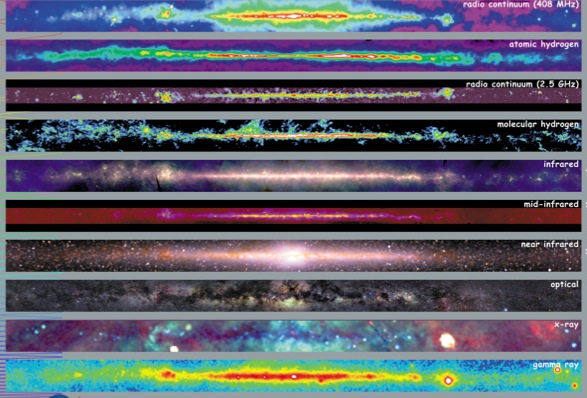 radio continuum (408 MHz)
atomic hydrogen
radio continuum (2.5 GHz)
molecular hydrogen
infrared
mid-infrared
near infrared
optical
x-ray
gamma ray